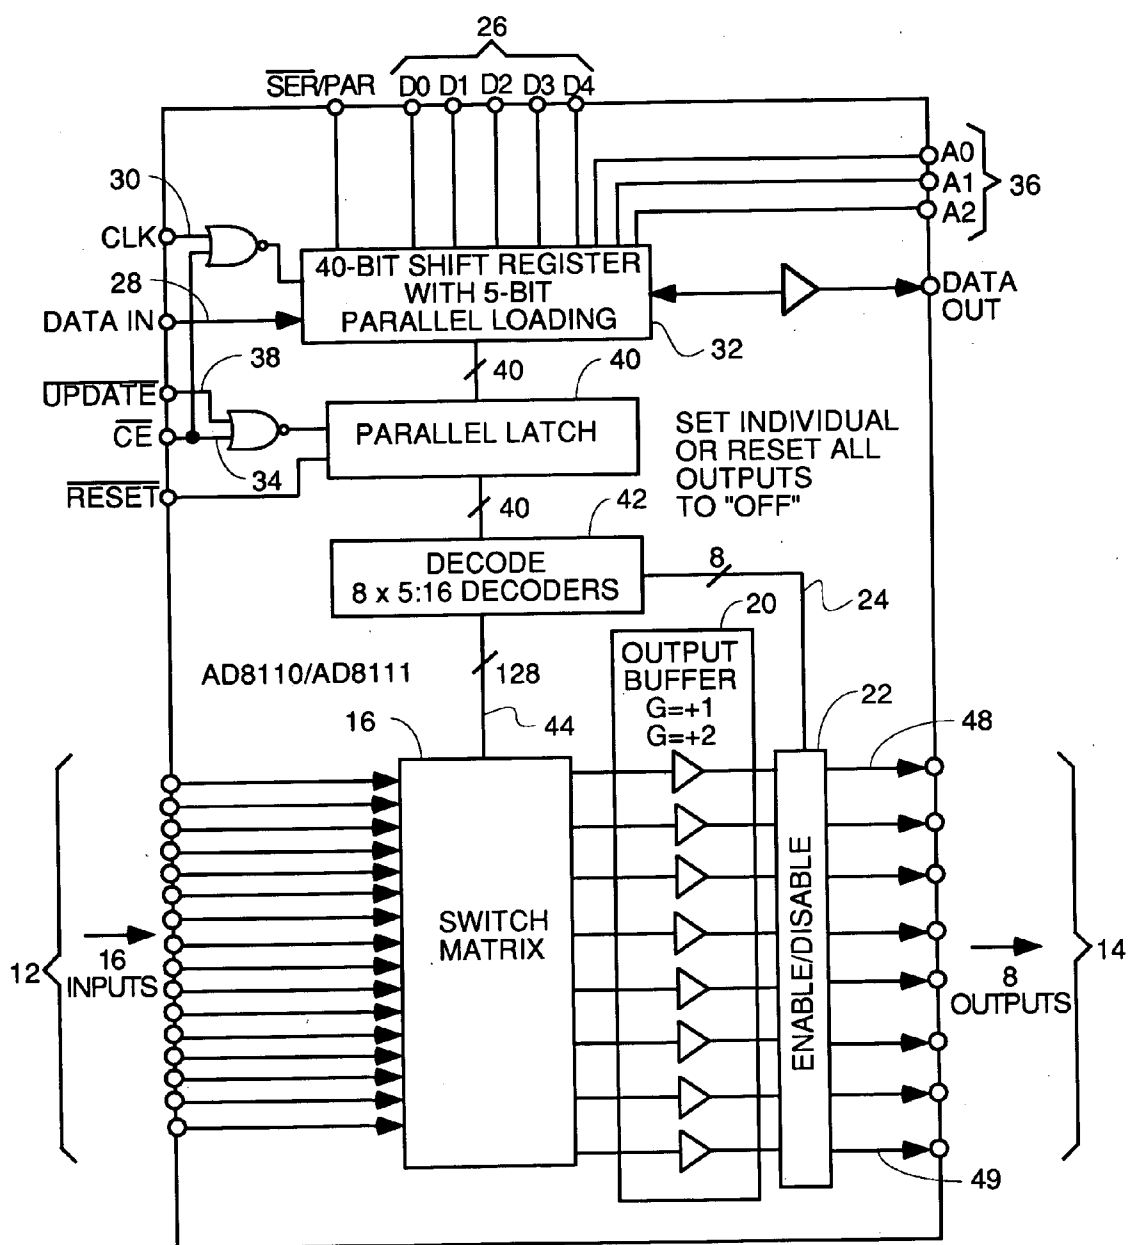 26
SER/PAR D0 D1 D2 D3 D4
A0
A1
A2
36
30
CLK
28
DATA IN
40-BIT SHIFT REGISTER
WITH 5-BIT
PARALLEL LOADING
DATA
OUT
32
38
40
40
UPDATE
CE
PARALLEL LATCH
34
RESET
SET INDIVIDUAL
OR RESET ALL
OUTPUTS
TO "OFF"
40
42
DECODE
8 x 5:16 DECODERS
8
24
20
AD8110/AD8111
128
OUTPUT
BUFFER
G=+1
G=+2
22
16
44
48
12
16
INPUTS
SWITCH
MATRIX
ENABLE/DISABLE
8
OUTPUTS
14
49